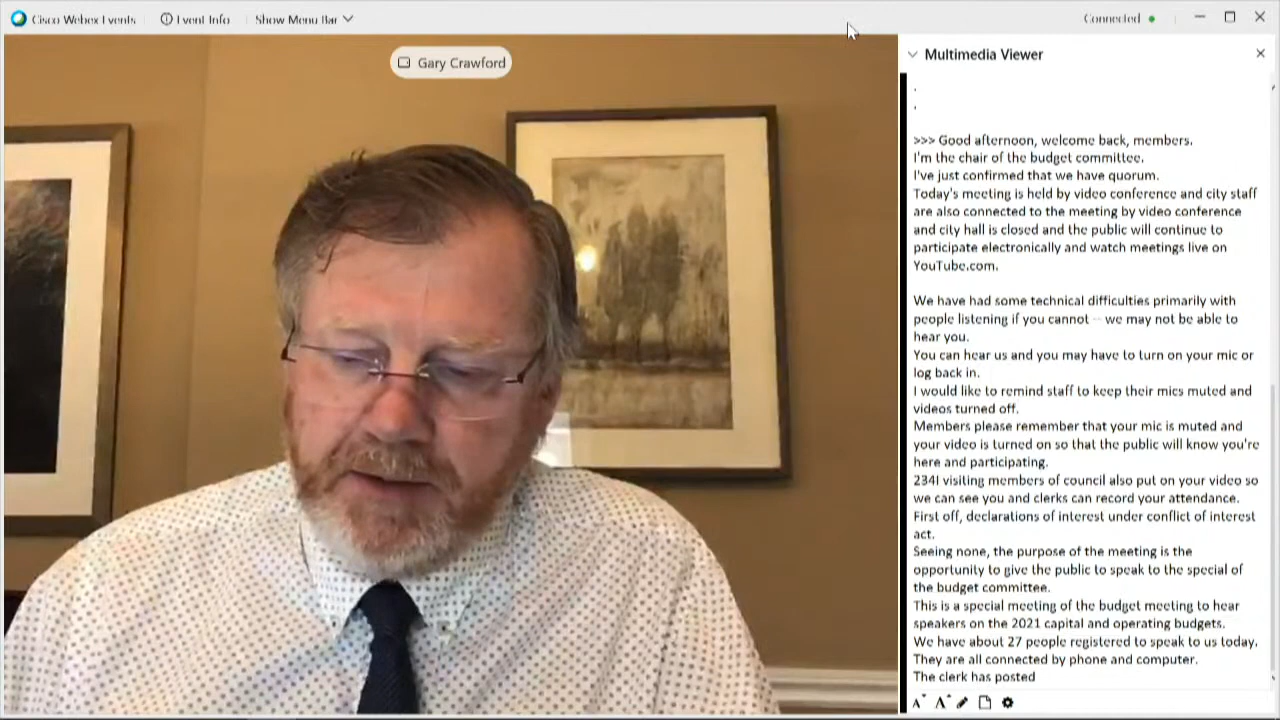 Cisco Webex Events
Event Info
Show Menu Bar
Connected
Gary Crawford
Multimedia Viewer
>>> Good afternoon, welcome back, members.
I'm the chair of the budget committee.
I've just confirmed that we have quorum.
Today's meeting is held by video conference and city staff
are also connected to the meeting by video conference
and city hall is closed and the public will continue to
participate electronically and watch meetings live on
YouTube.com.
We have had some technical difficulties primarily with
people listening if you cannot -- we may not be able to
hear you.
You can hear us and you may have to turn on your mic or
log back in.
I would like to remind staff to keep their mics muted and
videos turned off.
Members please remember that your mic is muted and
your video is turned on so that the public will know you're
here and participating.
234I visiting members of council also put on your video so
we can see you and clerks can record your attendance.
First off, declarations of interest under conflict of interest
act.
Seeing none, the purpose of the meeting is the
opportunity to give the public to speak to the special of
the budget committee.
This is a special meeting of the budget meeting to hear
speakers on the 2021 capital and operating budgets.
We have about 27 people registered to speak to us today.
They are all connected by phone and computer.
The clerk has posted